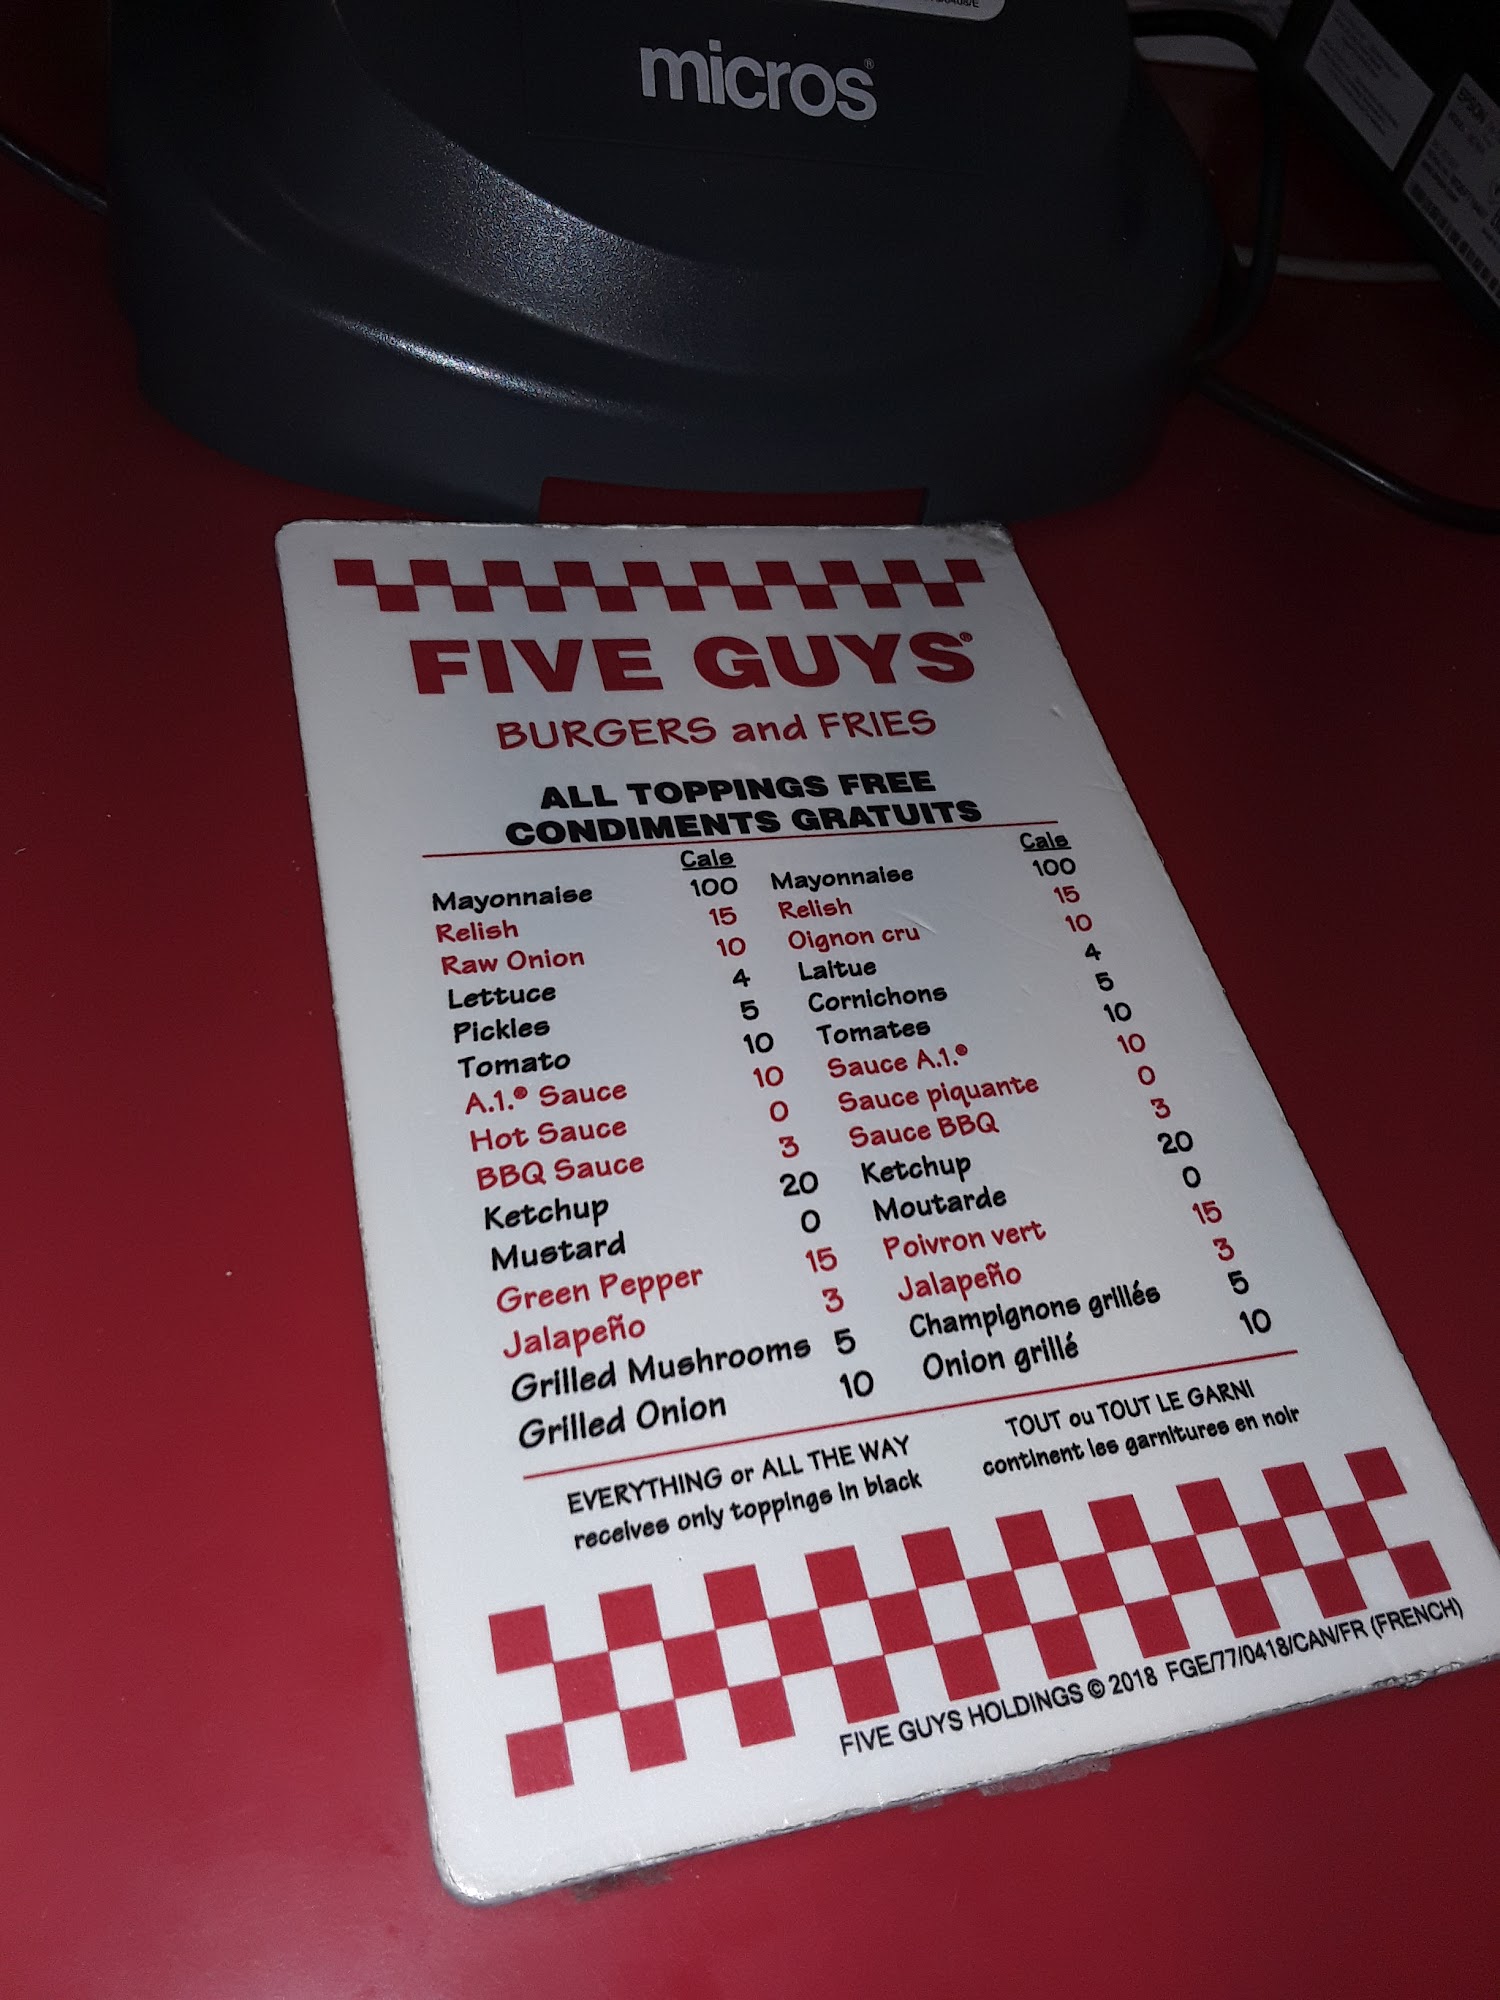 micros®
FIVE GUYS®
BURGERS and FRIES
ALL TOPPINGS FREE
CONDIMENTS GRATUITS
Cals Cals
Mayonnaise 100 Mayonnaise 100
Relish 15 Relish 15
Raw Onion 10 Oignon cru 10
Lettuce 4 Laitue 4
Pickles 5 Cornichons 5
Tomato 10 Tomates 10
A.1.® Sauce 10 Sauce A.1.® 10
Hot Sauce 0 Sauce piquante 0
BBQ Sauce 3 Sauce BBQ 3
Ketchup 20 Ketchup 20
Mustard 0 Moutarde 0
Green Pepper 15 Poivron vert 15
Jalapeño 3 Jalapeño 3
Grilled Mushrooms 5 Champignons grillés 5
Grilled Onion 10 Onion grillé 10
EVERYTHING or ALL THE WAY
receives only toppings in black
TOUT ou TOUT LE GARNI
continent les garnitures en noir
FIVE GUYS HOLDINGS © 2018 FGE/77/0418/CAN/FR (FRENCH)
EPSON